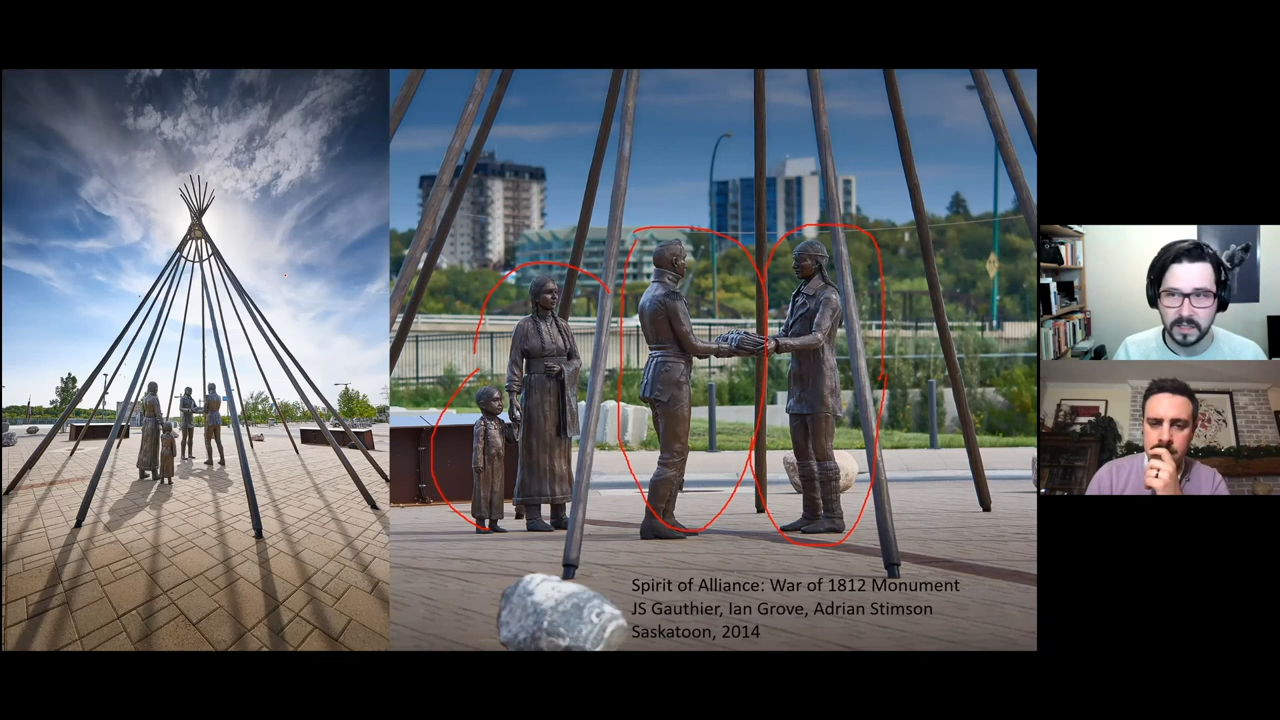 Spirit of Alliance: War of 1812 Monument
JS Gauthier, Ian Grove, Adrian Stimson
Saskatoon, 2014